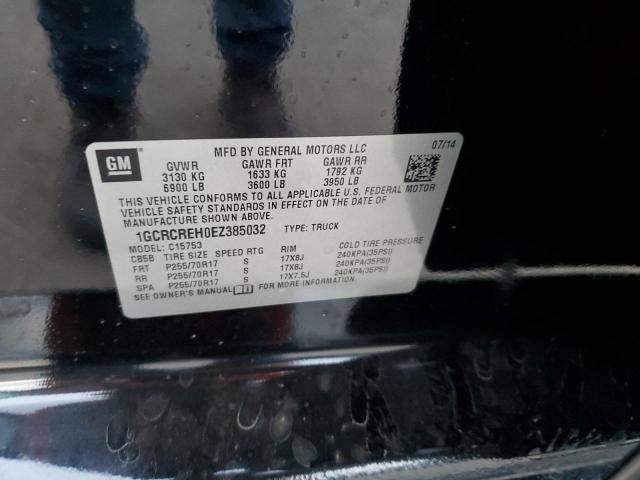 GM
MFD BY GENERAL MOTORS LLC 07/14
GVWR GAWR FRT GAWR RR
3130 KG 1633 KG 1792 KG
6900 LB 3600 LB 3950 LB
THIS VEHICLE CONFORMS TO ALL APPLICABLE U.S. FEDERAL MOTOR
VEHICLE SAFETY STANDARDS IN EFFECT ON THE DATE OF
MANUFACTURE SHOWN ABOVE.
1GCRCREH0EZ385032 TYPE: TRUCK
MODEL: C15753
CB5B TIRE SIZE SPEED RTG RIM COLD TIRE PRESSURE
FRT P255/70R17 S 17X8J 240KPA(35PSI)
RR P255/70R17 S 17X8J 240KPA(35PSI)
SPA P255/70R17 S 17X7.5J 240KPA(35PSI)
SEE OWNER'S MANUAL FOR MORE INFORMATION.